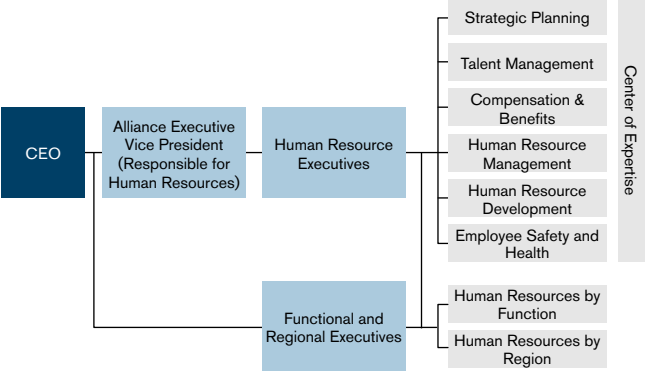 CEO
Alliance Executive
Vice President
(Responsible for
Human Resources)
Human Resource
Executives
Functional and
Regional Executives
Strategic Planning
Talent Management
Compensation &
Benefits
Human Resource
Management
Human Resource
Development
Employee Safety and
Health
Center of Expertise
Human Resources by
Function
Human Resources by
Region